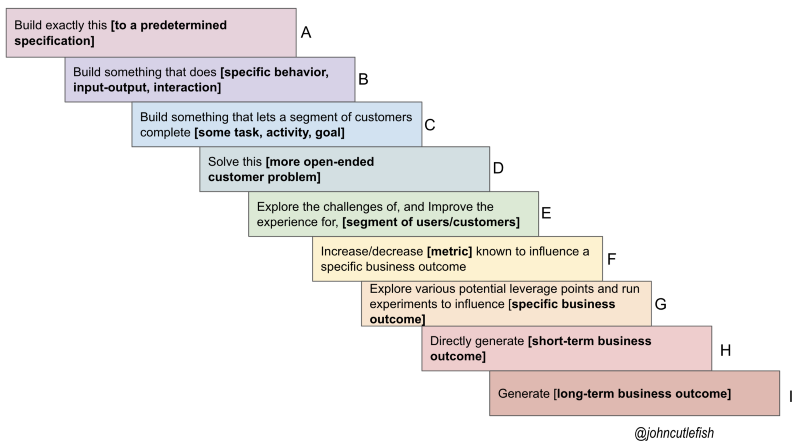 Build exactly this [to a predetermined
specification]
A
Build something that does [specific behavior,
input-output, interaction]
B
Build something that lets a segment of customers
complete [some task, activity, goal]
C
Solve this [more open-ended
customer problem]
D
Explore the challenges of, and Improve the
experience for, [segment of users/customers]
E
Increase/decrease [metric] known to influence a
specific business outcome
F
Explore various potential leverage points and run
experiments to influence [specific business
outcome]
G
Directly generate [short-term business
outcome]
H
Generate [long-term business outcome]
I
@johncutlefish